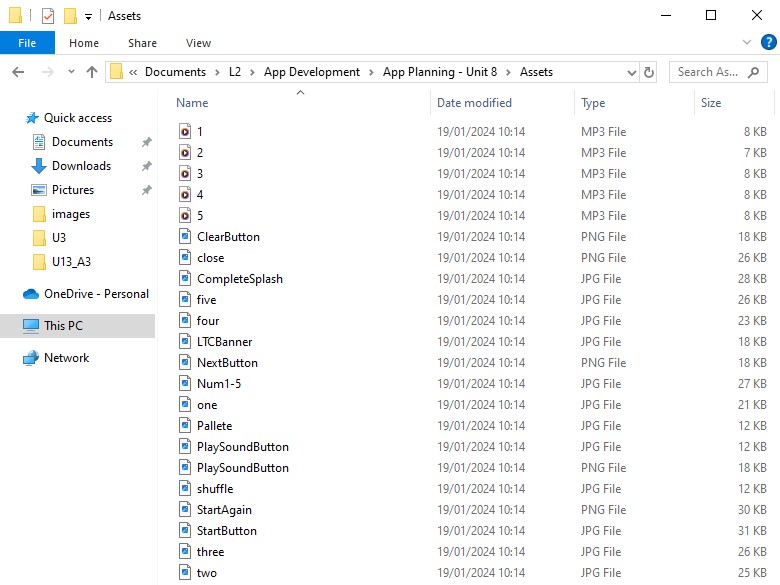 Assets
File Home Share View
« Documents > L2 > App Development > App Planning - Unit 8 > Assets Search As...
Name Date modified Type Size
Quick access
Documents
Downloads
Pictures
images
U3
U13_A3
OneDrive - Personal
This PC
Network
1 19/01/2024 10:14 MP3 File 8 KB
2 19/01/2024 10:14 MP3 File 7 KB
3 19/01/2024 10:14 MP3 File 8 KB
4 19/01/2024 10:14 MP3 File 8 KB
5 19/01/2024 10:14 MP3 File 8 KB
ClearButton 19/01/2024 10:14 PNG File 18 KB
close 19/01/2024 10:14 PNG File 26 KB
CompleteSplash 19/01/2024 10:14 JPG File 28 KB
five 19/01/2024 10:14 JPG File 26 KB
four 19/01/2024 10:14 JPG File 23 KB
LTCBanner 19/01/2024 10:14 JPG File 18 KB
NextButton 19/01/2024 10:14 PNG File 18 KB
Num1-5 19/01/2024 10:14 JPG File 27 KB
one 19/01/2024 10:14 JPG File 21 KB
Pallete 19/01/2024 10:14 JPG File 12 KB
PlaySoundButton 19/01/2024 10:14 JPG File 12 KB
PlaySoundButton 19/01/2024 10:14 PNG File 18 KB
shuffle 19/01/2024 10:14 JPG File 12 KB
StartAgain 19/01/2024 10:14 PNG File 30 KB
StartButton 19/01/2024 10:14 JPG File 31 KB
three 19/01/2024 10:14 JPG File 26 KB
two 19/01/2024 10:14 JPG File 25 KB